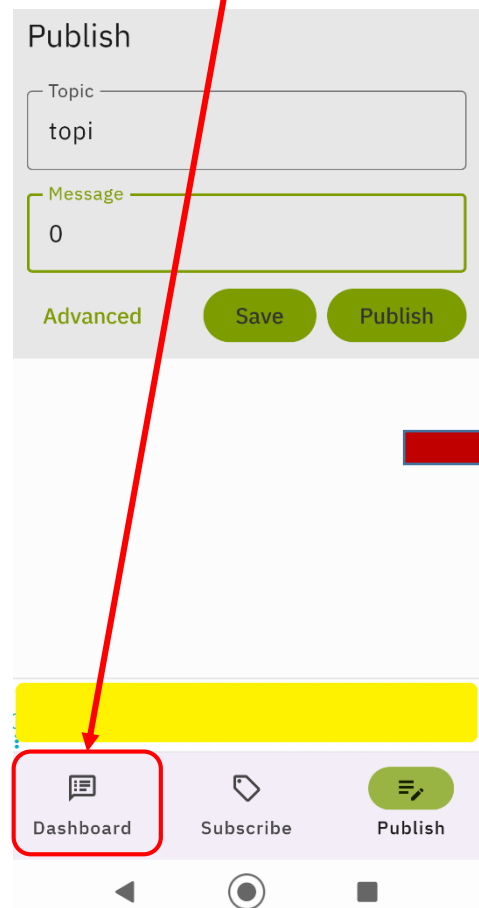 Publish
Topic
topi
Message
0
Advanced Save Publish
Dashboard Subscribe Publish